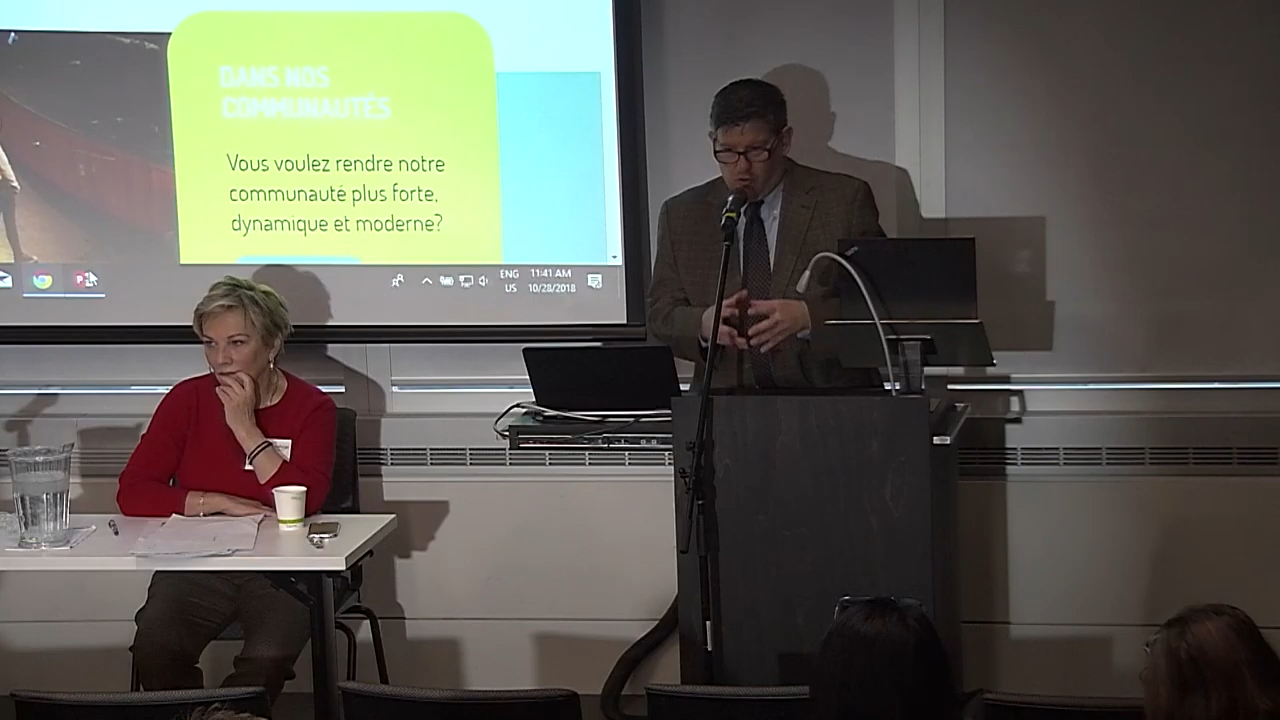 DANS NOS
COMMUNAUTÉS
Vous voulez rendre notre
communauté plus forte,
dynamique et moderne?
ENG
US
11:41 AM
10/28/2018